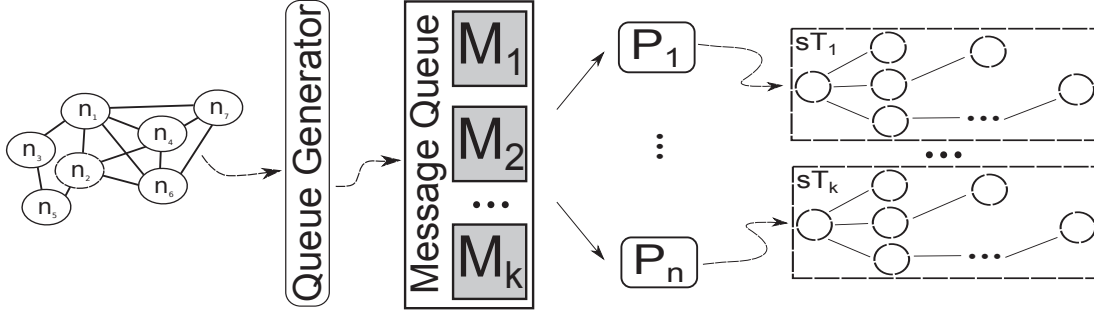 n₁
n₇
n₄
n₃
n₂
n₆
n₅
Queue Generator
Message Queue
M₁
M₂
...
Mₖ
P₁
...
Pₙ
sT₁
...
...
sTₖ
...